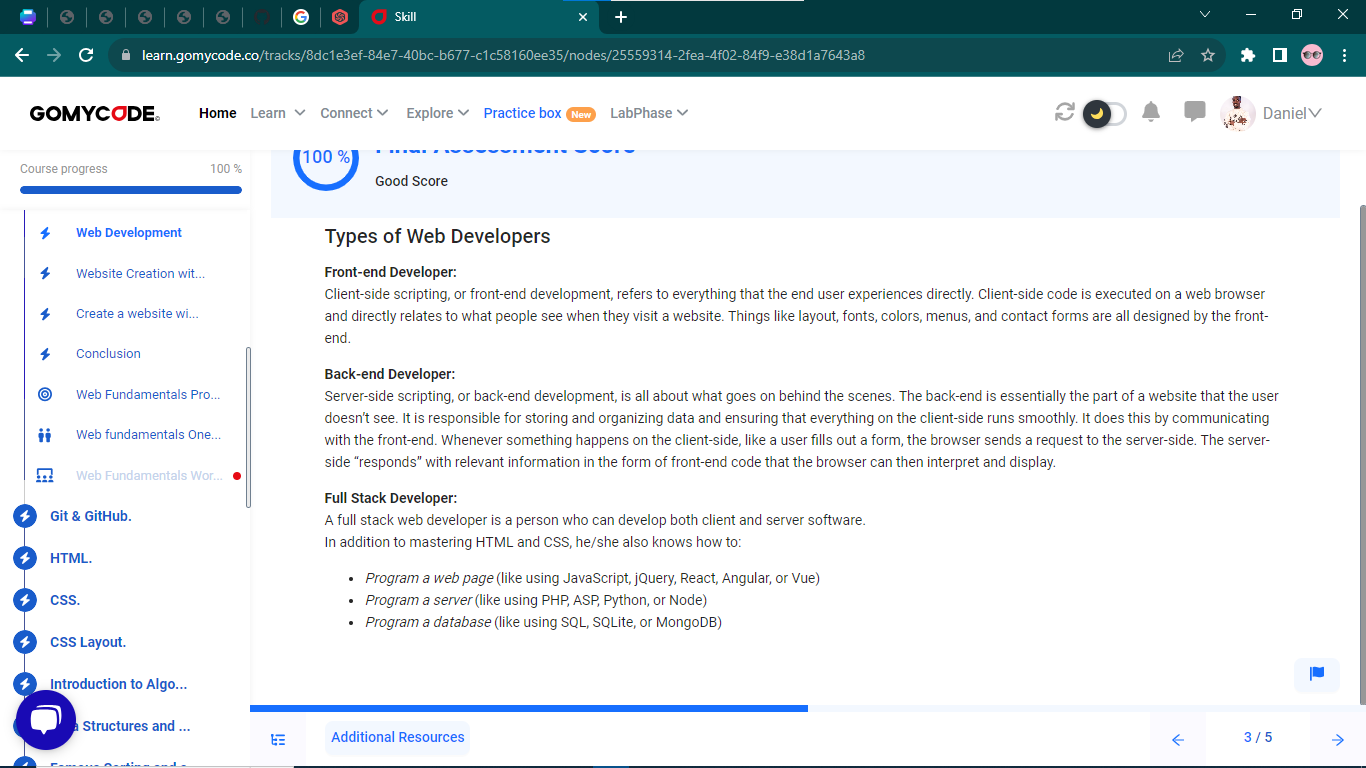 Skill
learn.gomycode.co/tracks/8dc1e3ef-84e7-40bc-b677-c1c58160ee35/nodes/25559314-2fea-4f02-84f9-e38d1a7643a8
GOMYCODE
Home Learn Connect Explore Practice box New LabPhase Daniel
Course progress 100 %
Web Development
Website Creation wit...
Create a website wi...
Conclusion
Web Fundamentals Pro...
Web fundamentals One...
Web Fundamentals Wor...
Git & GitHub.
HTML.
CSS.
CSS Layout.
Introduction to Algo...
a Structures and ...
100 %
Final Assessment Score
Good Score
Types of Web Developers
Front-end Developer:
Client-side scripting, or front-end development, refers to everything that the end user experiences directly. Client-side code is executed on a web browser
and directly relates to what people see when they visit a website. Things like layout, fonts, colors, menus, and contact forms are all designed by the front-
end.
Back-end Developer:
Server-side scripting, or back-end development, is all about what goes on behind the scenes. The back-end is essentially the part of a website that the user
doesn’t see. It is responsible for storing and organizing data and ensuring that everything on the client-side runs smoothly. It does this by communicating
with the front-end. Whenever something happens on the client-side, like a user fills out a form, the browser sends a request to the server-side. The server-
side “responds” with relevant information in the form of front-end code that the browser can then interpret and display.
Full Stack Developer:
A full stack web developer is a person who can develop both client and server software.
In addition to mastering HTML and CSS, he/she also knows how to:
• Program a web page (like using JavaScript, jQuery, React, Angular, or Vue)
• Program a server (like using PHP, ASP, Python, or Node)
• Program a database (like using SQL, SQLite, or MongoDB)
Additional Resources
3 / 5